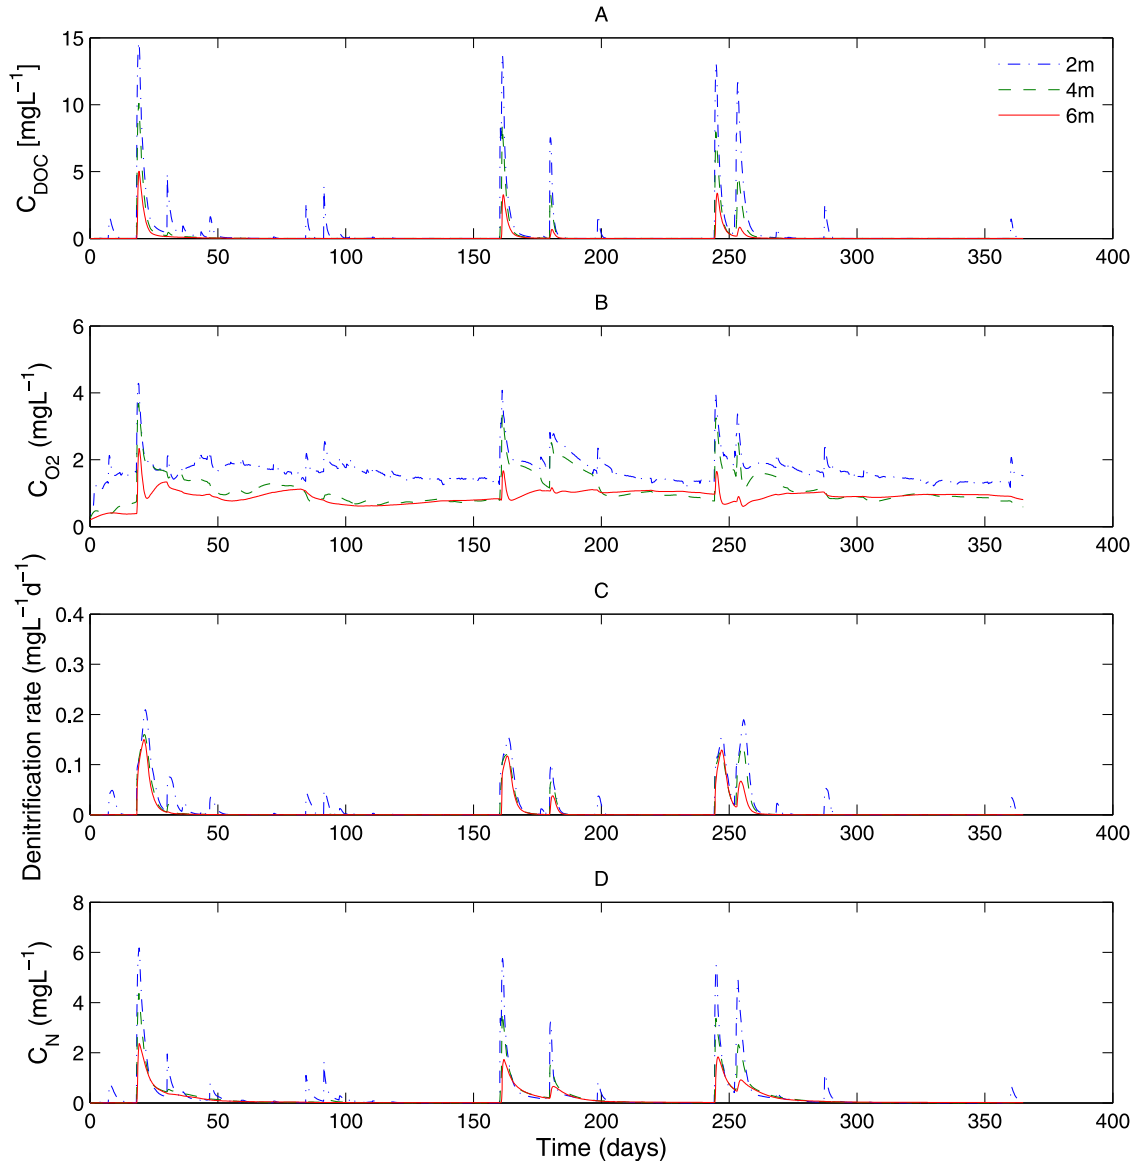 A
C_DOC [mgL⁻¹]
15
10
5
0
2m
4m
6m
0 50 100 150 200 250 300 350 400
B
C_O2 (mgL⁻¹)
6
4
2
0
0 50 100 150 200 250 300 350 400
C
Denitrification rate (mgL⁻¹d⁻¹)
0.4
0.3
0.2
0.1
0
0 50 100 150 200 250 300 350 400
D
C_N (mgL⁻¹)
8
6
4
2
0
0 50 100 150 200 250 300 350 400
Time (days)